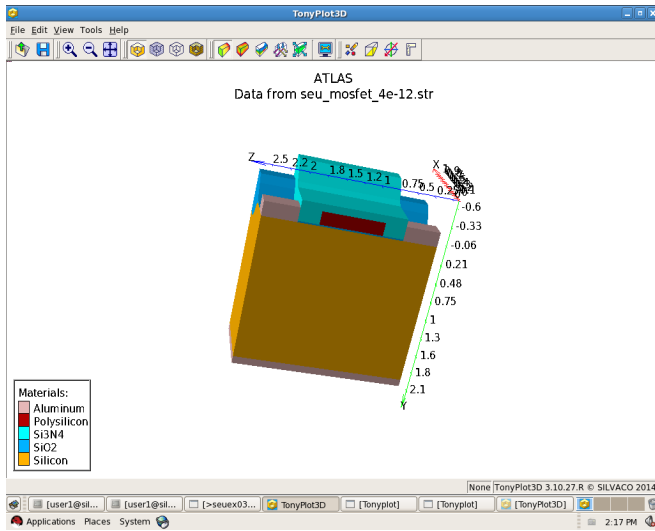 TonyPlot3D
File Edit View Tools Help
ATLAS
Data from seu_mosfet_4e-12.str
Z 2.5 2.2 2 1.8 1.5 1.2 1 0.75 0.5 X
-0.6
-0.33
-0.06
0.21
0.48
0.75
1
1.3
1.6
1.8
2.1
Y
Materials:
Aluminum
Polysilicon
Si3N4
SiO2
Silicon
None TonyPlot3D 3.10.27.R © SILVACO 2014
[user1@sil... [user1@sil... [>seuex03... TonyPlot3D [Tonyplot] [Tonyplot] [TonyPlot3D]
Applications Places System 2:17 PM